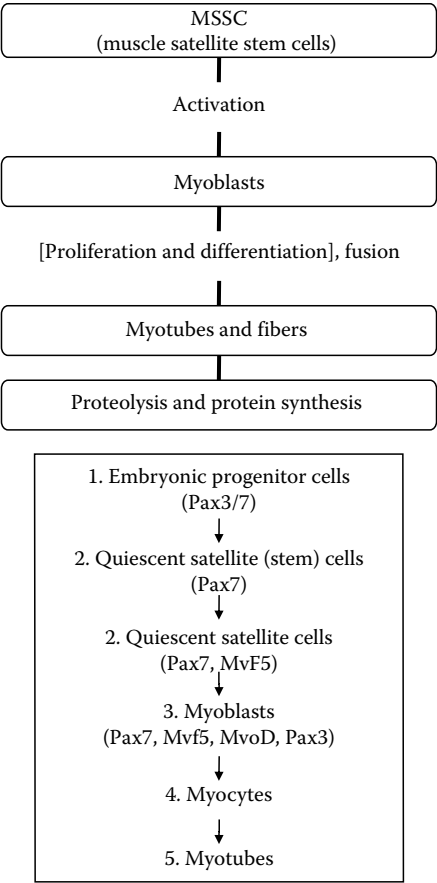 MSSC
(muscle satellite stem cells)
Activation
Myoblasts
[Proliferation and differentiation], fusion
Myotubes and fibers
Proteolysis and protein synthesis
1. Embryonic progenitor cells
(Pax3/7)
2. Quiescent satellite (stem) cells
(Pax7)
2. Quiescent satellite cells
(Pax7, MvF5)
3. Myoblasts
(Pax7, Mvf5, MvoD, Pax3)
4. Myocytes
5. Myotubes